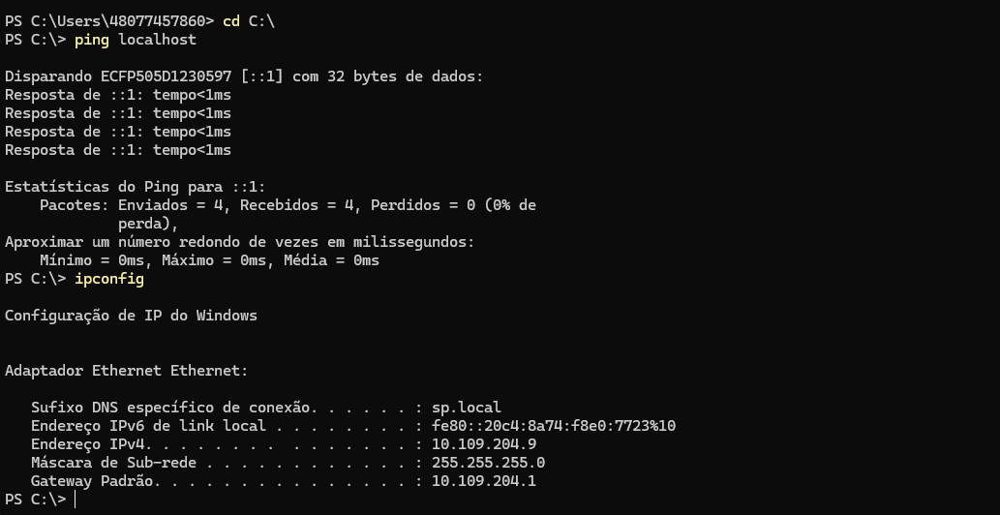 PS C:\Users\48077457860> cd C:\
PS C:\> ping localhost
Disparando ECFP505D1230597 [::1] com 32 bytes de dados:
Resposta de ::1: tempo<1ms
Resposta de ::1: tempo<1ms
Resposta de ::1: tempo<1ms
Resposta de ::1: tempo<1ms
Estatísticas do Ping para ::1:
    Pacotes: Enviados = 4, Recebidos = 4, Perdidos = 0 (0% de
             perda),
Aproximar um número redondo de vezes em milissegundos:
    Mínimo = 0ms, Máximo = 0ms, Média = 0ms
PS C:\> ipconfig
Configuração de IP do Windows
Adaptador Ethernet Ethernet:
   Sufixo DNS específico de conexão. . . . . . : sp.local
   Endereço IPv6 de link local . . . . . . . . : fe80::20c4:8a74:f8e0:7723%10
   Endereço IPv4. . . . . . . .  . . . . . . . : 10.109.204.9
   Máscara de Sub-rede . . . . . . . . . . . . : 255.255.255.0
   Gateway Padrão. . . . . . . . . . . . . . . : 10.109.204.1
PS C:\>